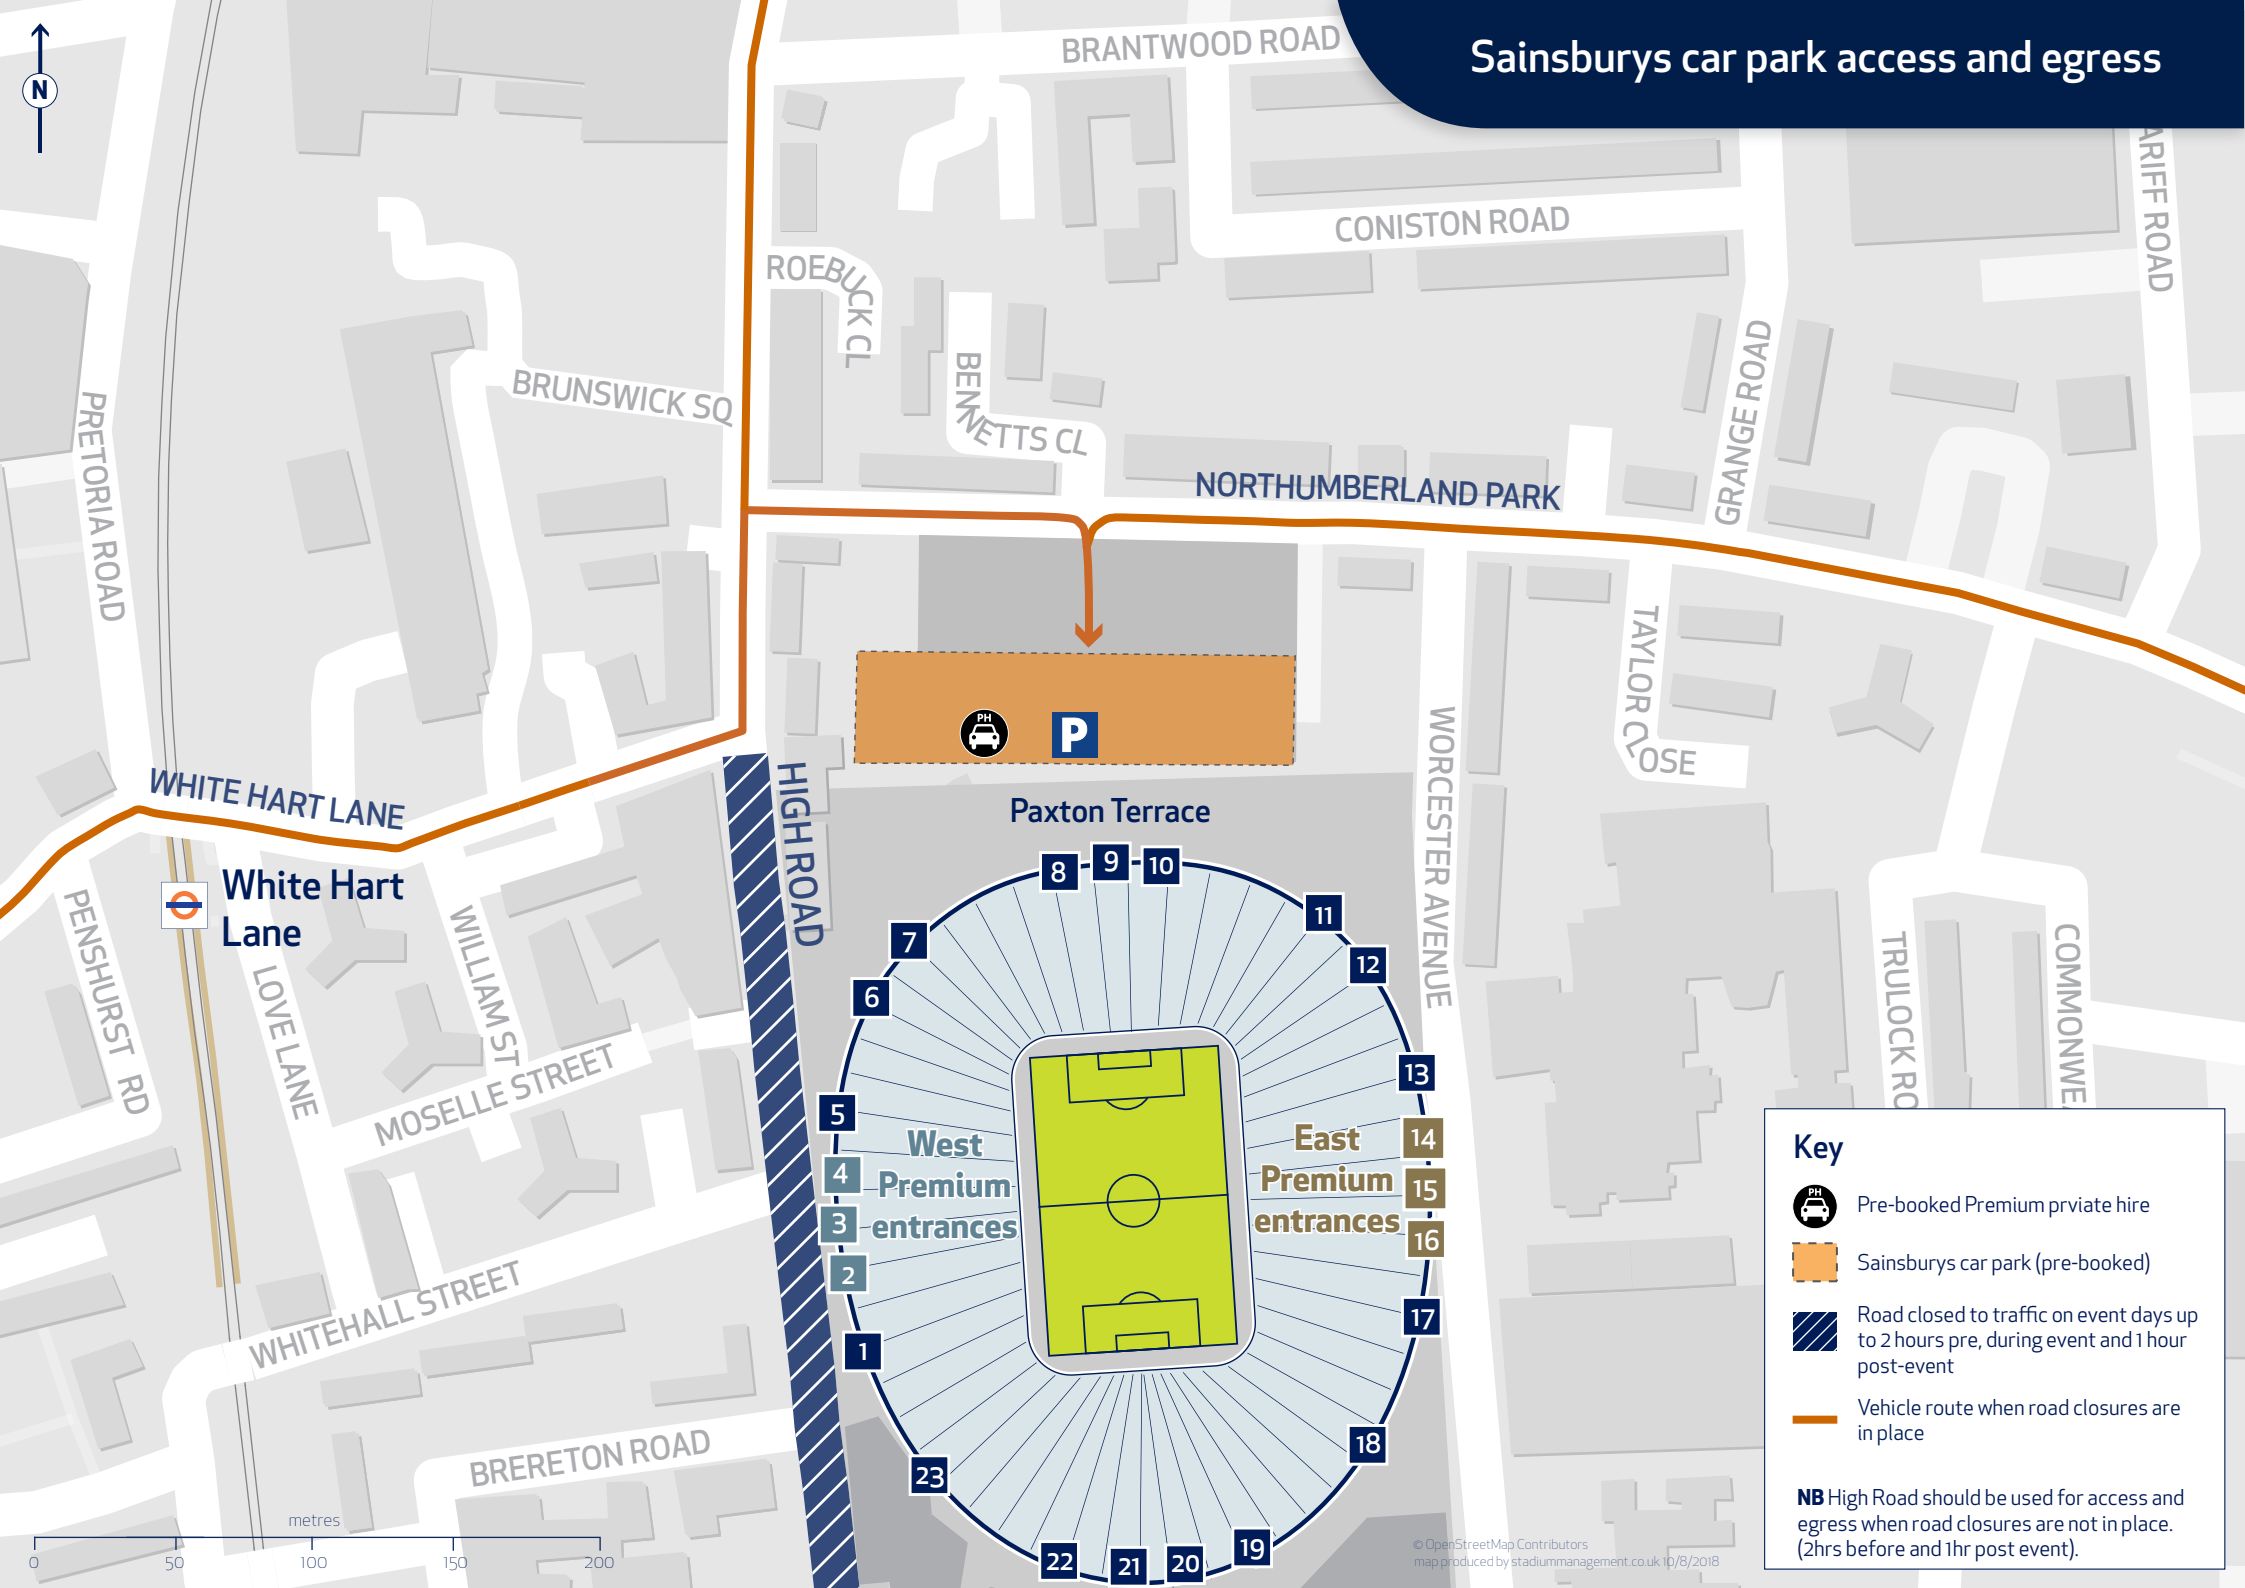 Sainsburys car park access and egress
N
BRANTWOOD ROAD
ARIFF ROAD
CONISTON ROAD
ROEBUCK CL
GRANGE ROAD
BENNETTS CL
BRUNSWICK SQ
PRETORIA ROAD
NORTHUMBERLAND PARK
TAYLOR CLOSE
PH
P
WORCESTER AVENUE
WHITE HART LANE
HIGH ROAD
Paxton Terrace
White Hart
Lane
PENSHURST RD
LOVE LANE
WILLIAM ST
MOSELLE STREET
WHITEHALL STREET
BRERETON ROAD
TRULOCK RO
COMMONWEA
8
9
10
11
7
12
6
13
5
14
4
15
3
16
2
17
1
18
23
19
22
21
20
West
Premium
entrances
East
Premium
entrances
Key
PH
Pre-booked Premium prviate hire
Sainsburys car park (pre-booked)
Road closed to traffic on event days up
to 2 hours pre, during event and 1 hour
post-event
Vehicle route when road closures are
in place
NB High Road should be used for access and
egress when road closures are not in place.
(2hrs before and 1hr post event).
metres
0 50 100 150 200
© OpenStreetMap Contributors
map produced by stadiummanagement.co.uk 10/8/2018